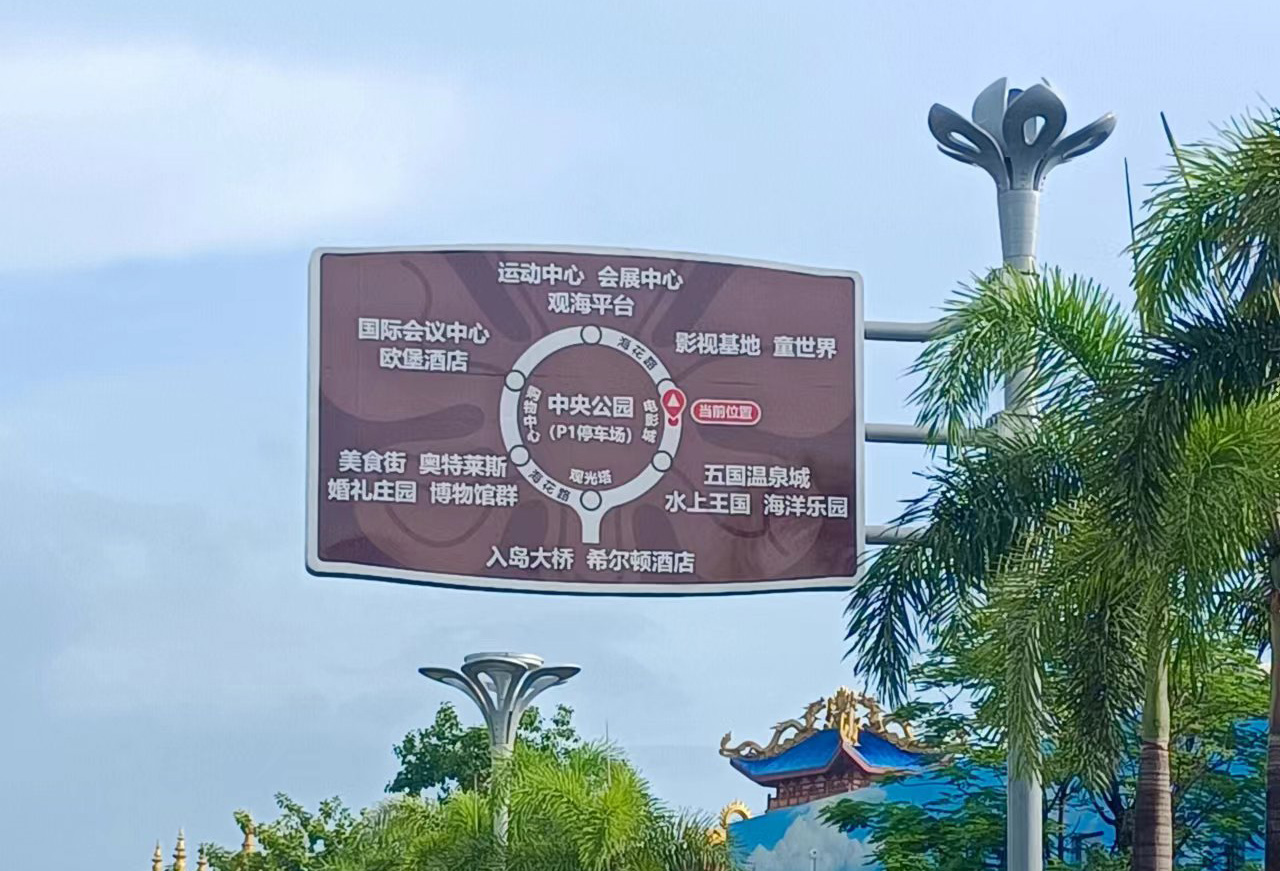 运动中心 会展中心
观海平台
国际会议中心
欧堡酒店
影视基地 童世界
海花路
购物中心
中央公园
(P1停车场)
电影城
当前位置
美食街 奥特莱斯
婚礼庄园 博物馆群
海花路
观光塔
五国温泉城
水上王国 海洋乐园
入岛大桥 希尔顿酒店